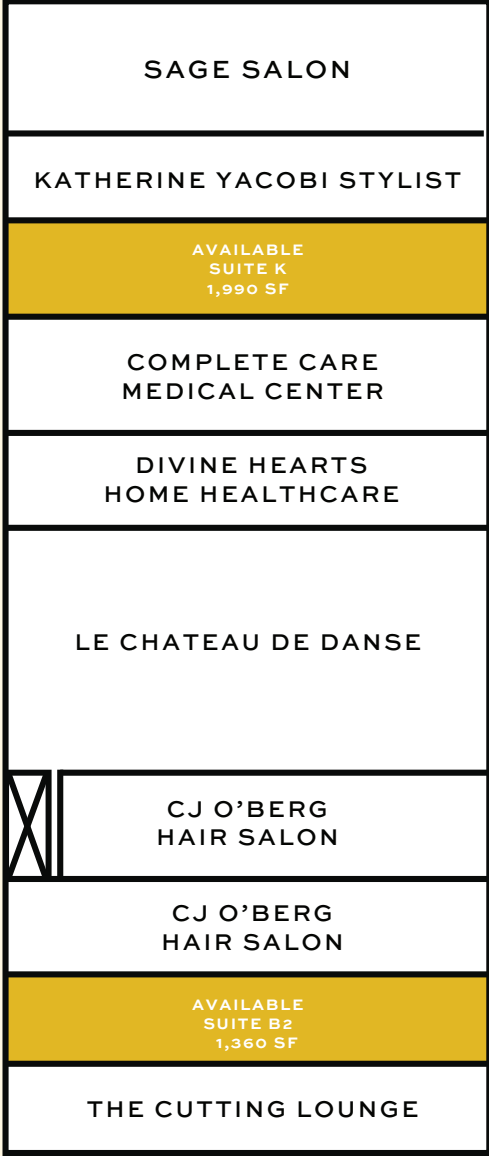 SAGE SALON
KATHERINE YACOBI STYLIST
AVAILABLE
SUITE K
1,990 SF
COMPLETE CARE
MEDICAL CENTER
DIVINE HEARTS
HOME HEALTHCARE
LE CHATEAU DE DANSE
CJ O’BERG
HAIR SALON
CJ O’BERG
HAIR SALON
AVAILABLE
SUITE B2
1,360 SF
THE CUTTING LOUNGE